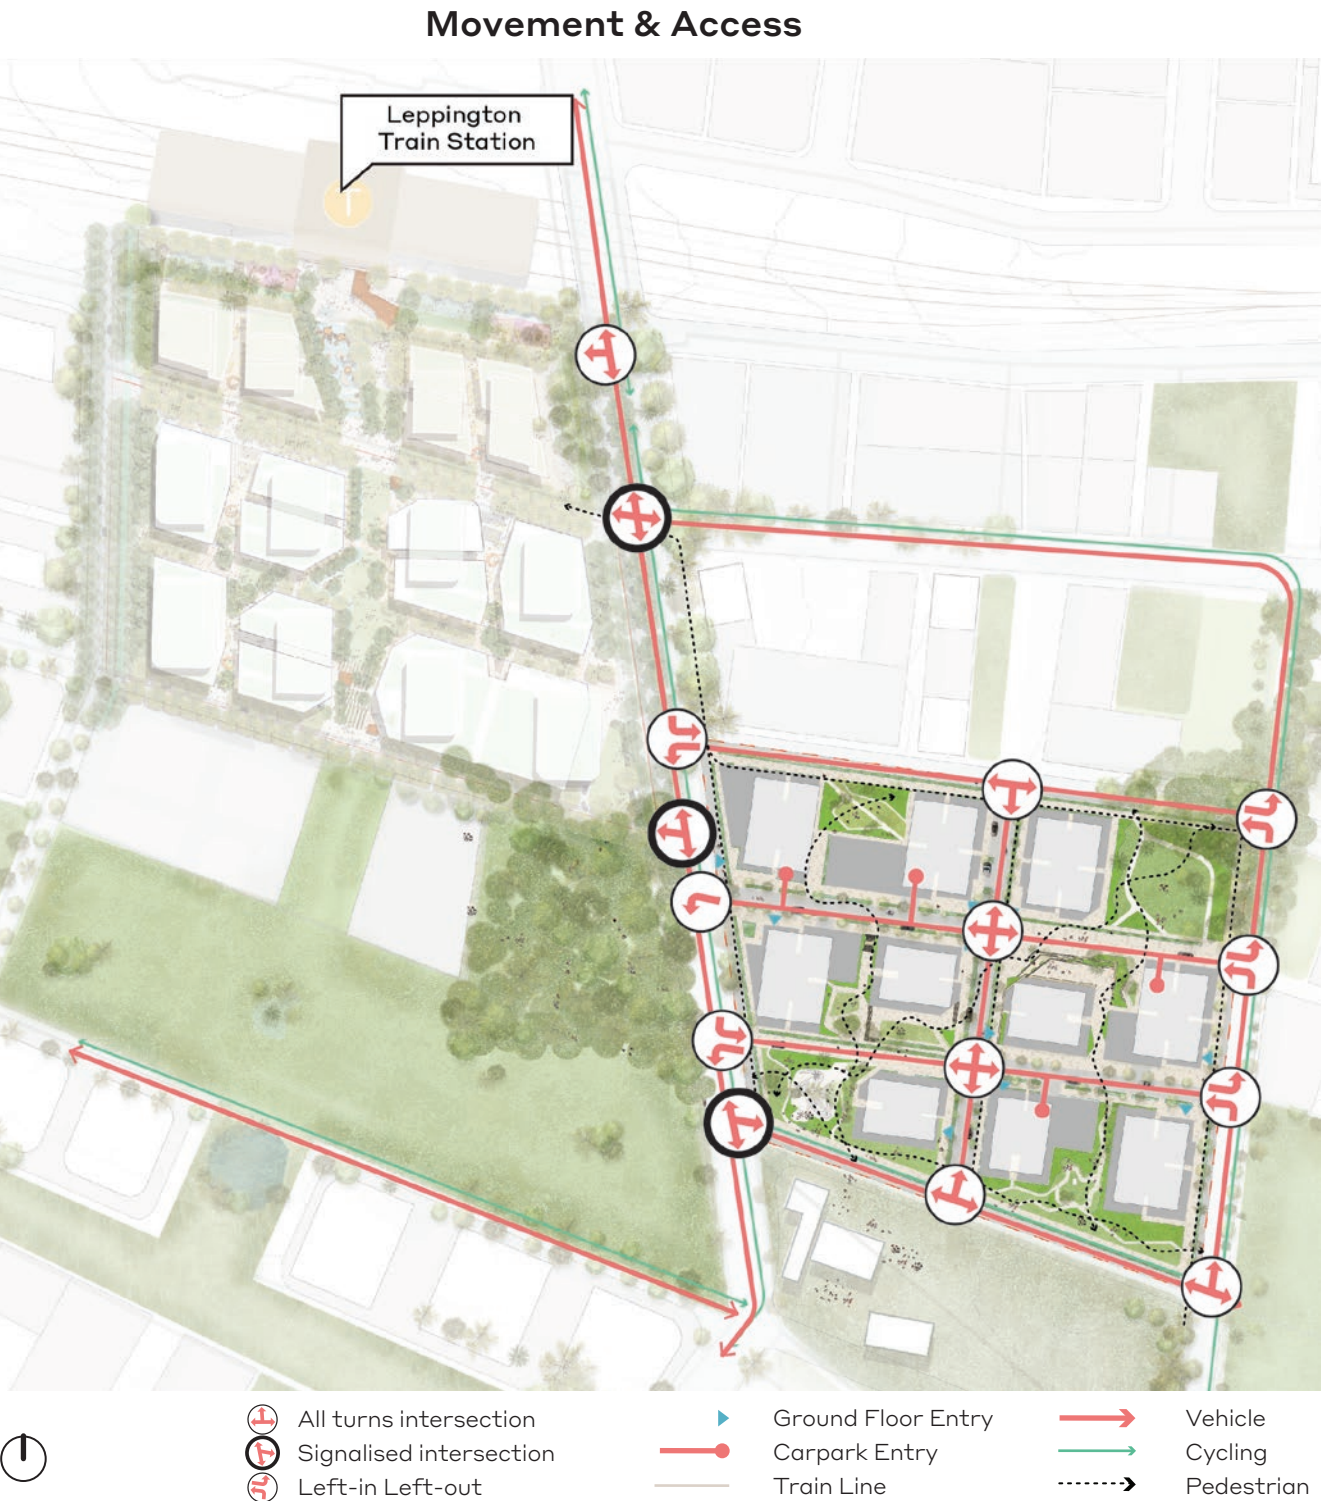 Movement & Access
Leppington
Train Station
T
All turns intersection
Signalised intersection
Left-in Left-out
Ground Floor Entry
Carpark Entry
Train Line
Vehicle
Cycling
Pedestrian